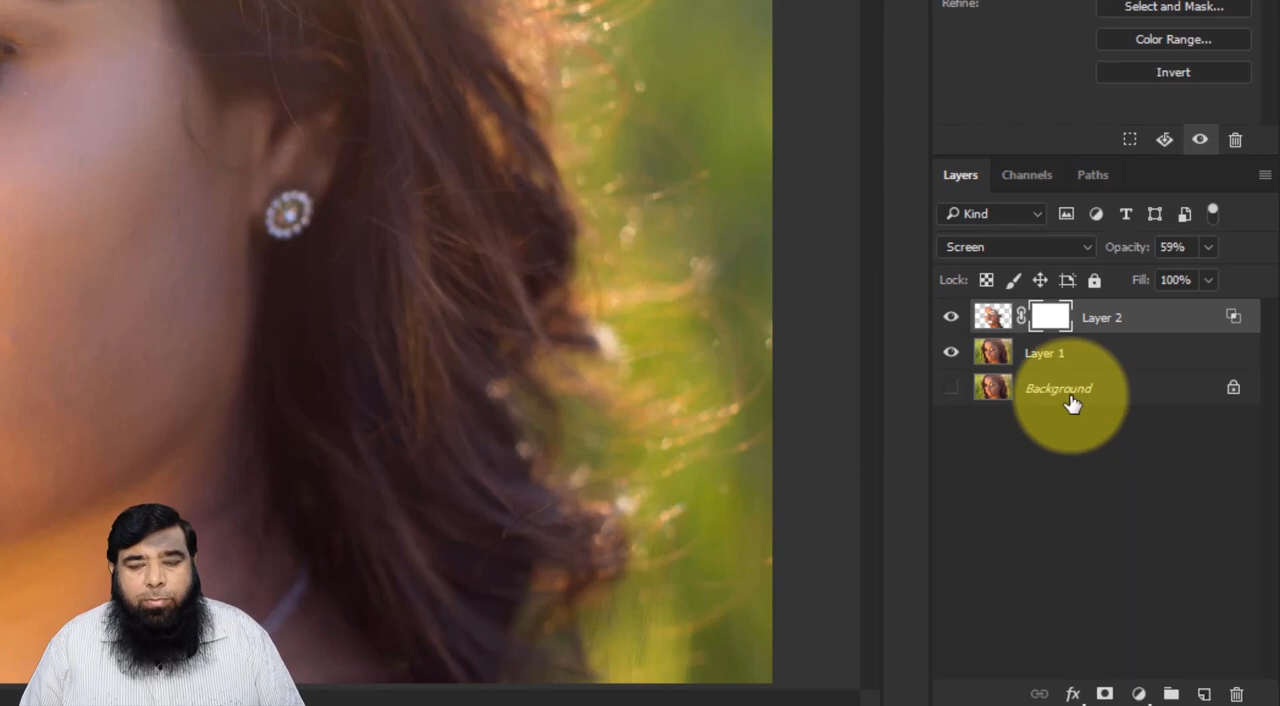 Refine:
Select and Mask...
Color Range...
Invert
Layers Channels Paths
Kind
Screen Opacity: 59%
Lock: Fill: 100%
Layer 2
Layer 1
Background
fx